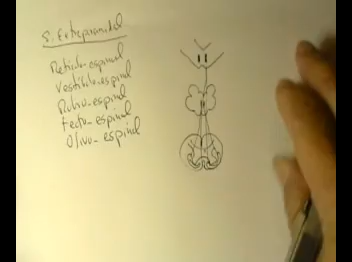 S. Extrapiramidal
Retículo-espinal
Vestíbulo-espinal
Rubro-espinal
Tecto-espinal
Olivo-espinal